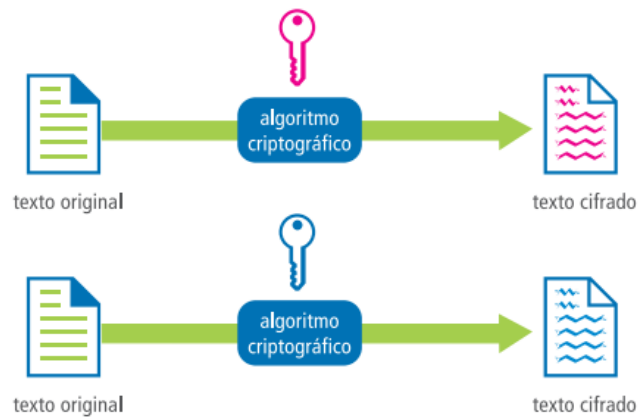 algoritmo
criptográfico
texto original
texto cifrado
algoritmo
criptográfico
texto original
texto cifrado